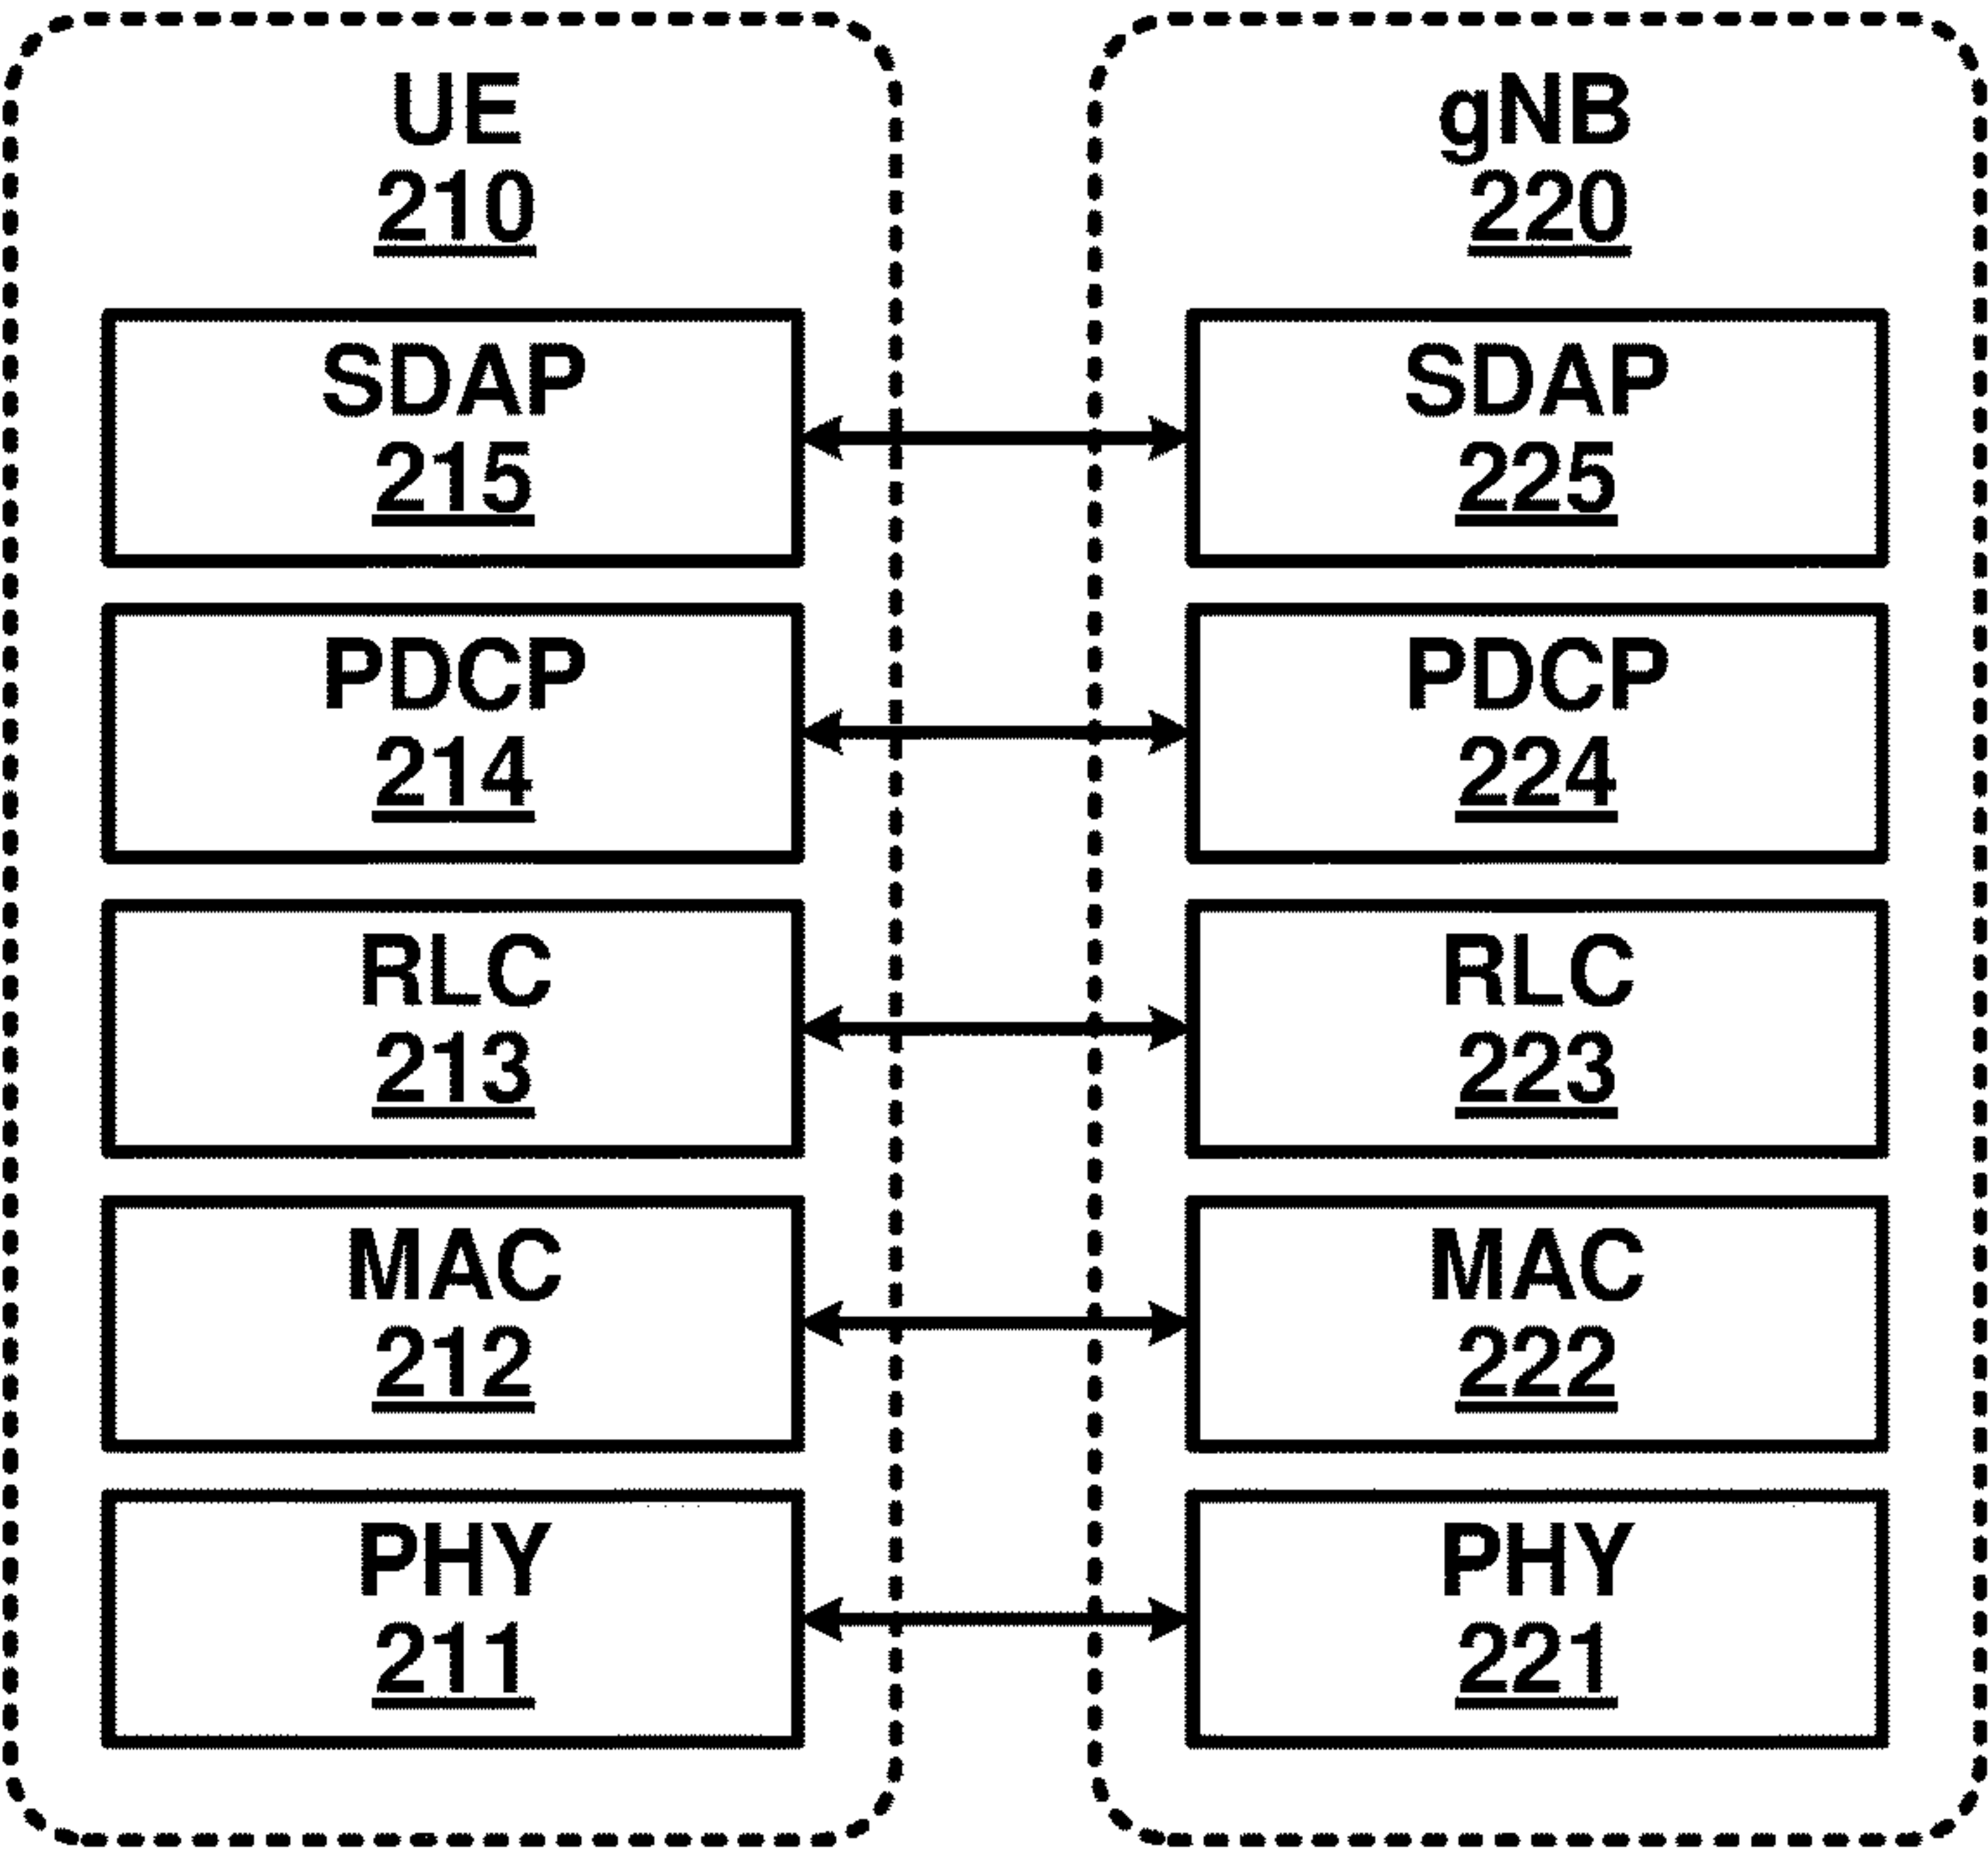 UE
210
SDAP
215
PDCP
214
RLC
213
MAC
212
PHY
211
gNB
220
SDAP
225
PDCP
224
RLC
223
MAC
222
PHY
221